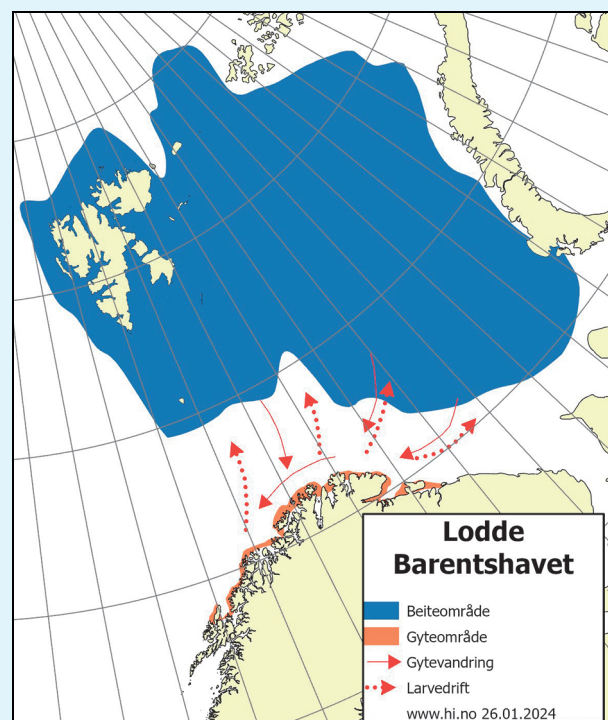 Lodde
Barentshavet
Beiteområde
Gyteområde
Gytevandring
Larvedrift
www.hi.no 26.01.2024